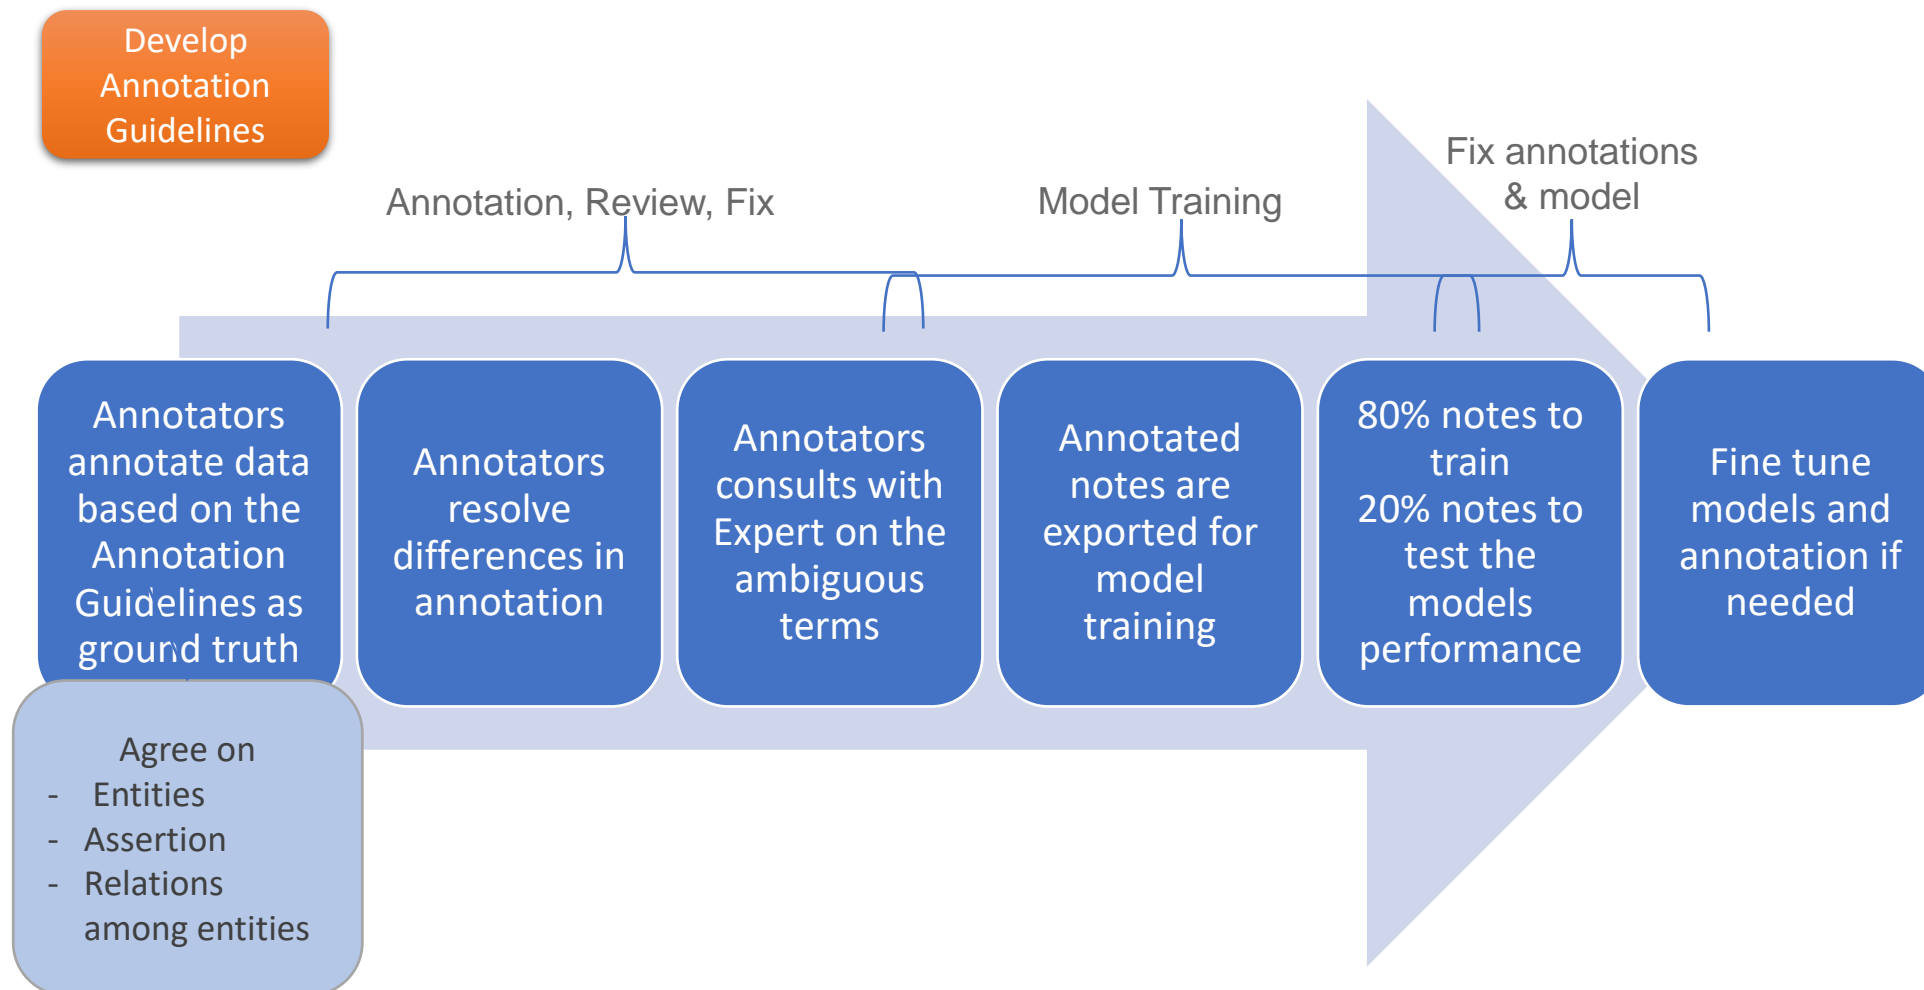 Develop
Annotation
Guidelines
Annotation, Review, Fix
Model Training
Fix annotations
& model
Annotators
annotate data
based on the
Annotation
Guidelines as
ground truth
Annotators
resolve
differences in
annotation
Annotators
consults with
Expert on the
ambiguous
terms
Annotated
notes are
exported for
model
training
80% notes to
train
20% notes to
test the
models
performance
Fine tune
models and
annotation if
needed
Agree on
- Entities
- Assertion
- Relations
among entities